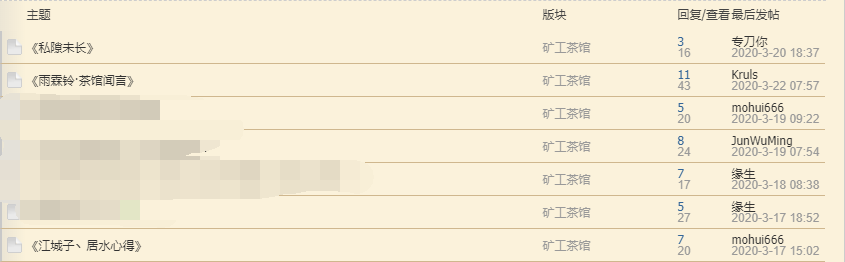 主题 版块 回复/查看 最后发帖
《私隙未长》 矿工茶馆 3 专刀你
16 2020-3-20 18:37
《雨霖铃·茶馆闻言》 矿工茶馆 11 Kruls
43 2020-3-22 07:57
矿工茶馆 5 mohui666
20 2020-3-19 09:22
矿工茶馆 8 JunWuMing
24 2020-3-19 07:54
矿工茶馆 7 缘生
17 2020-3-18 08:38
矿工茶馆 5 缘生
27 2020-3-17 18:52
《江城子、居水心得》 矿工茶馆 7 mohui666
20 2020-3-17 15:02